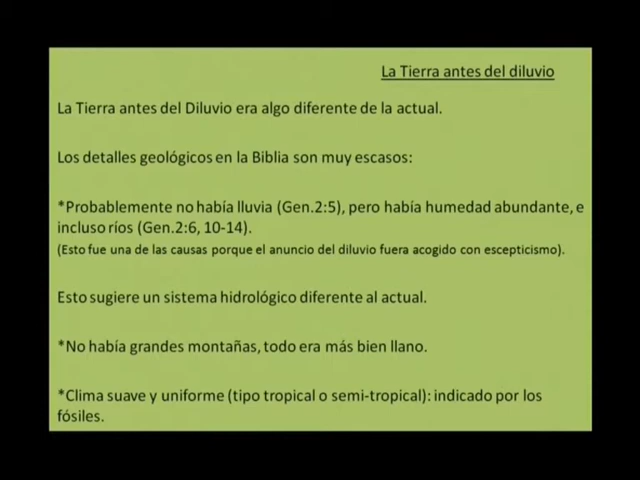 La Tierra antes del diluvio
La Tierra antes del Diluvio era algo diferente de la actual.
Los detalles geológicos en la Biblia son muy escasos:
*Probablemente no había lluvia (Gen.2:5), pero había humedad abundante, e
incluso ríos (Gen.2:6, 10-14).
(Esto fue una de las causas porque el anuncio del diluvio fuera acogido con escepticismo).
Esto sugiere un sistema hidrológico diferente al actual.
*No había grandes montañas, todo era más bien llano.
*Clima suave y uniforme (tipo tropical o semi-tropical): indicado por los
fósiles.